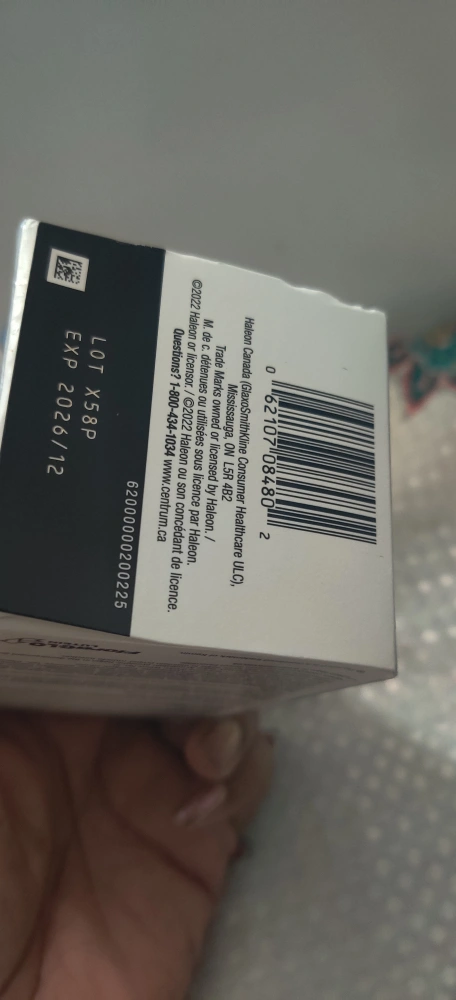 0 62107 08480 2
Haleon Canada (GlaxoSmithKline Consumer Healthcare ULC),
Mississauga, ON L5R 4B2
Trade Marks owned or licensed by Haleon. /
M. de c. détenues ou utilisées sous licence par Haleon.
©2022 Haleon or licensor. / ©2022 Haleon ou son concédant de licence.
Questions? 1-800-434-1034 www.centrum.ca
62000000200225
LOT X58P
EXP 2026/12